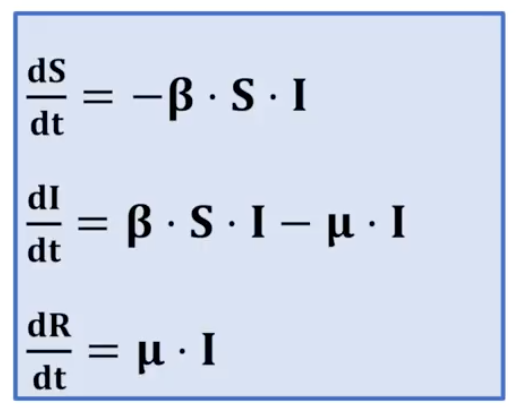 dS/dt = −β · S · I
dI/dt = β · S · I − μ · I
dR/dt = μ · I